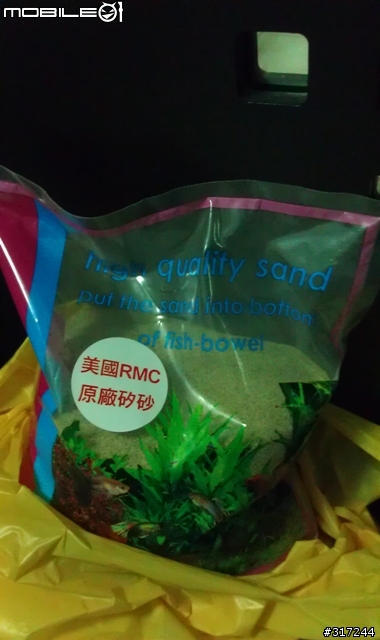 MOBILE01
high quality sand
put the sand into bottom
of fish-bowel
美國RMC
原廠矽砂
#317244